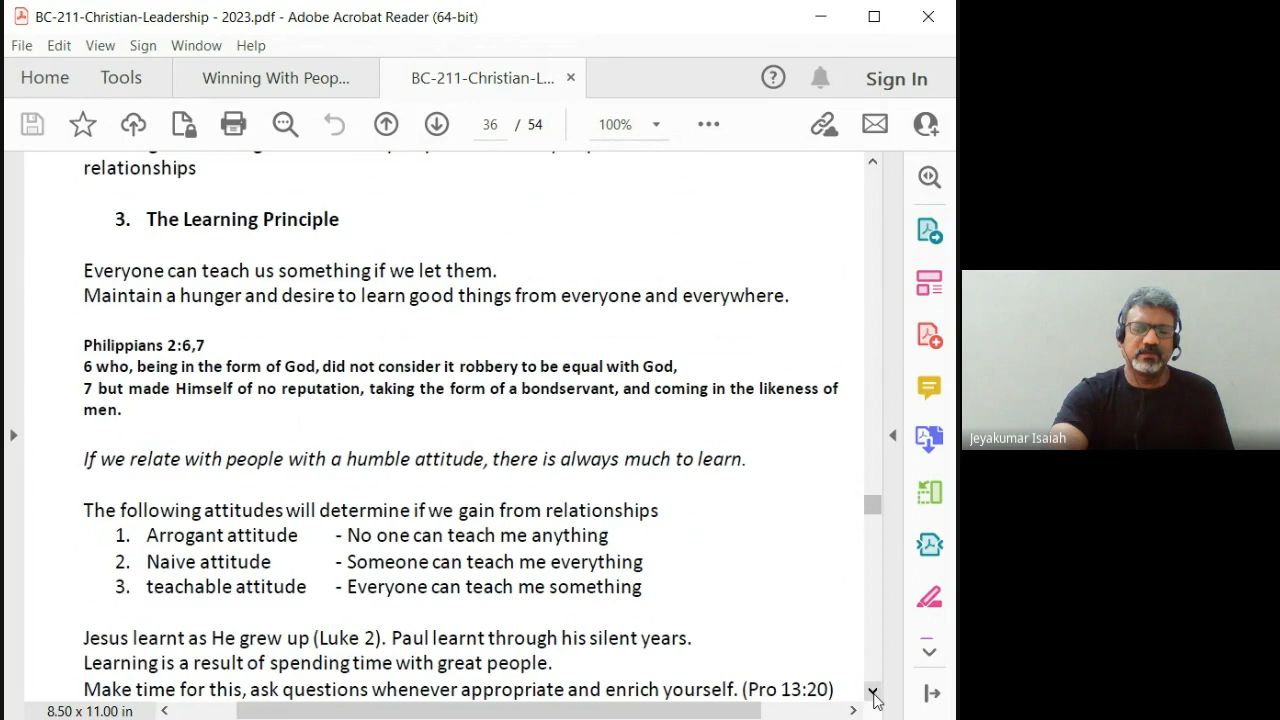 BC-211-Christian-Leadership - 2023.pdf - Adobe Acrobat Reader (64-bit)
File Edit View Sign Window Help
Home Tools Winning With Peop... BC-211-Christian-L... Sign In
36 / 54 100%
relationships
3. The Learning Principle
Everyone can teach us something if we let them.
Maintain a hunger and desire to learn good things from everyone and everywhere.
Philippians 2:6,7
6 who, being in the form of God, did not consider it robbery to be equal with God,
7 but made Himself of no reputation, taking the form of a bondservant, and coming in the likeness of
men.
If we relate with people with a humble attitude, there is always much to learn.
The following attitudes will determine if we gain from relationships
1. Arrogant attitude - No one can teach me anything
2. Naive attitude - Someone can teach me everything
3. teachable attitude - Everyone can teach me something
Jesus learnt as He grew up (Luke 2). Paul learnt through his silent years.
Learning is a result of spending time with great people.
Make time for this, ask questions whenever appropriate and enrich yourself. (Pro 13:20)
8.50 x 11.00 in
Jeyakumar Isaiah